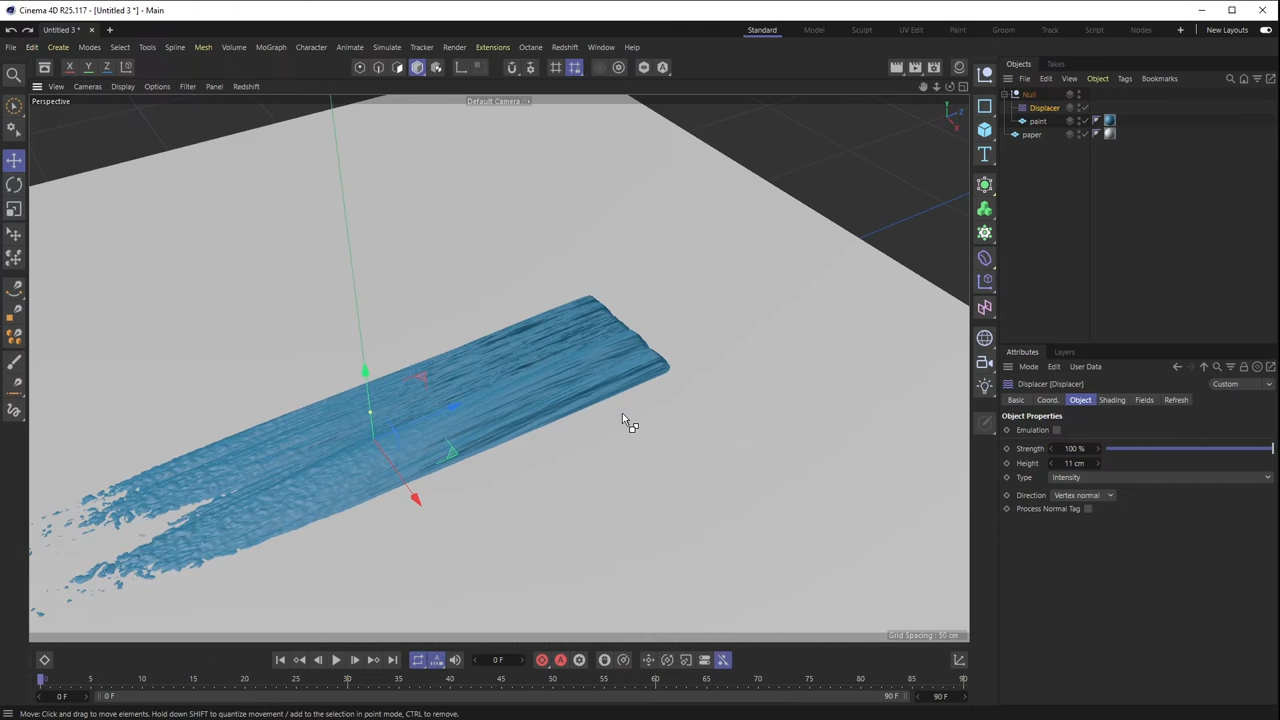 Cinema 4D R25.117 - [Untitled 3 *] - Main
Untitled 3 *
Standard Model Sculpt UV Edit Paint Groom Track Script Nodes New Layouts
File Edit Create Modes Select Tools Spline Mesh Volume MoGraph Character Animate Simulate Tracker Render Extensions Octane Redshift Window Help
X Y Z
Objects Takes
File Edit View Object Tags Bookmarks
View Cameras Display Options Filter Panel Redshift
Perspective
Default Camera
Y Z X
Null
Displacer
paint
paper
Attributes Layers
Mode Edit User Data
Displacer [Displacer]
Custom
Basic Coord. Object Shading Fields Refresh
Object Properties
Emulation
Strength 100 %
Height 11 cm
Type Intensity
Direction Vertex normal
Process Normal Tag
Grid Spacing : 50 cm
0 F
0 5 10 15 20 25 30 35 40 45 50 55 60 65 70 75 80 85 90
0 F 0 F 90 F 90 F
Move: Click and drag to move elements. Hold down SHIFT to quantize movement / add to the selection in point mode, CTRL to remove.